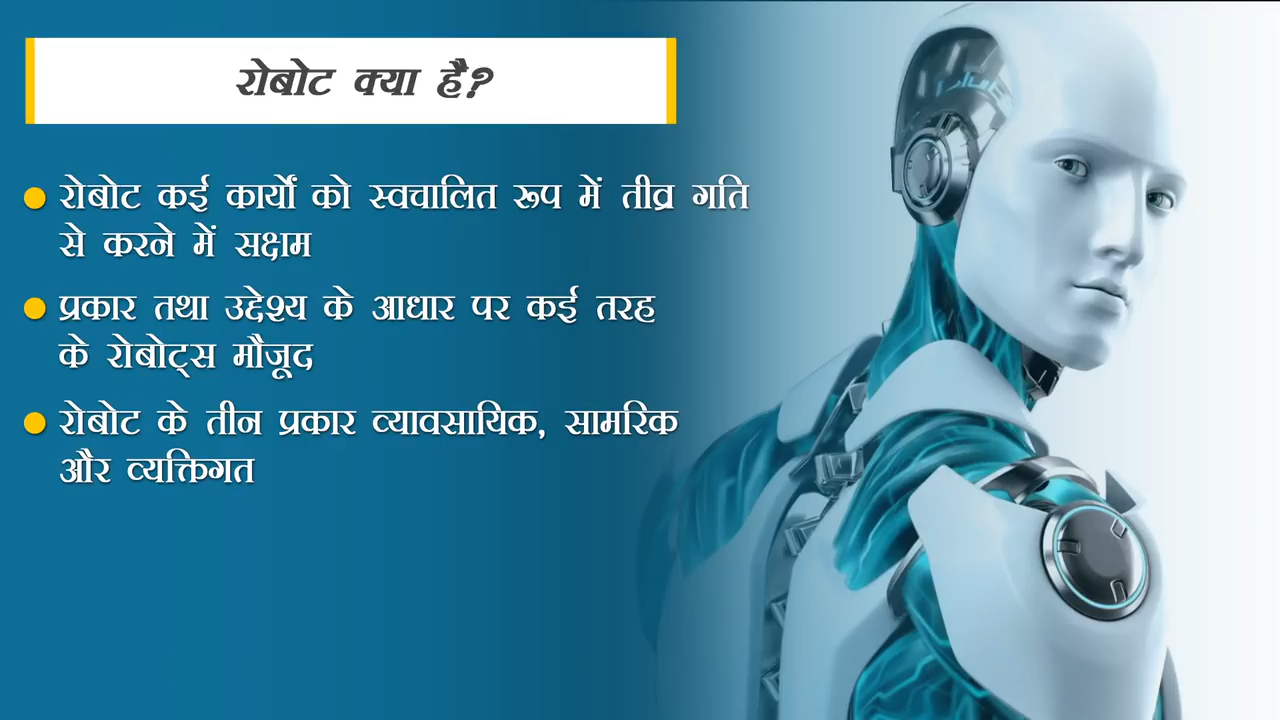 रोबोट क्या है?
रोबोट कई कार्यों को स्वचालित रूप में तीव्र गति
से करने में सक्षम
प्रकार तथा उद्देश्य के आधार पर कई तरह
के रोबोट्स मौजूद
रोबोट के तीन प्रकार व्यावसायिक, सामरिक
और व्यक्तिगत